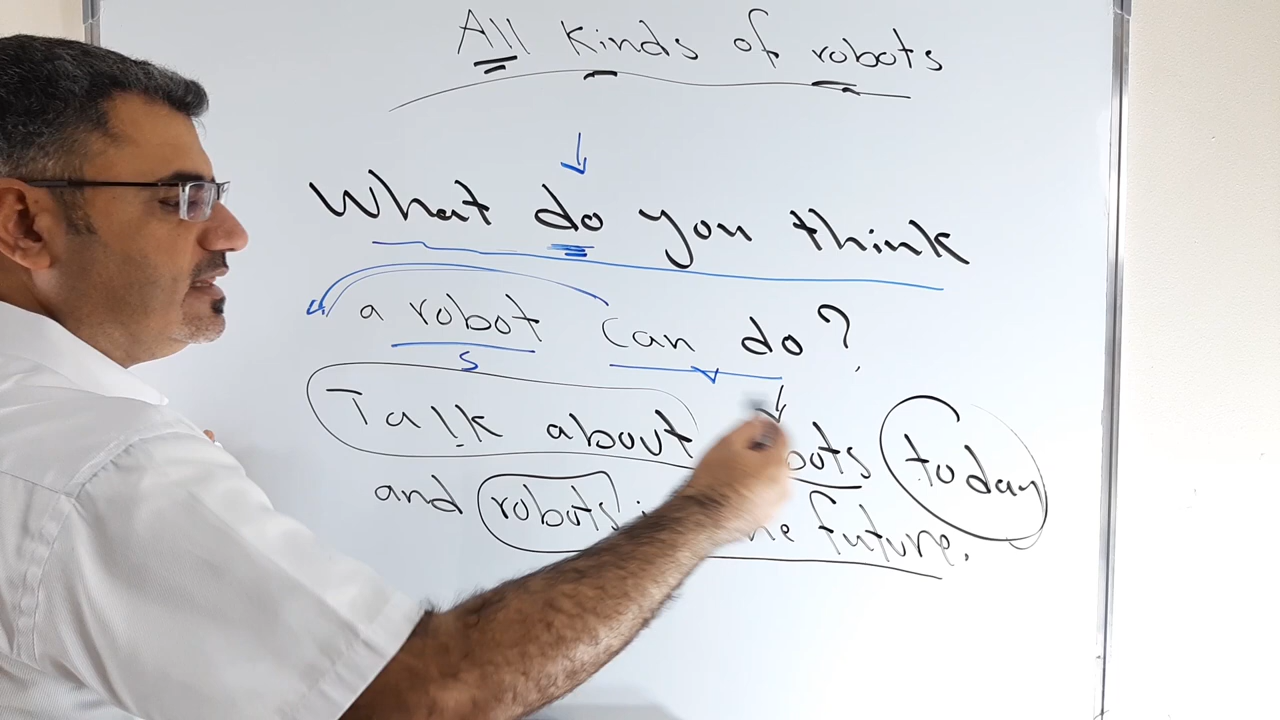 All kinds of robots
What do you think
a robot can do?
S V
Talk about today
and robots future.